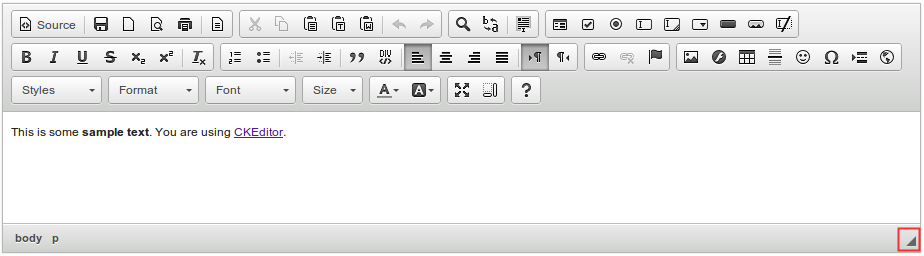 Source
Styles Format Font Size
This is some sample text. You are using CKEditor.
body p